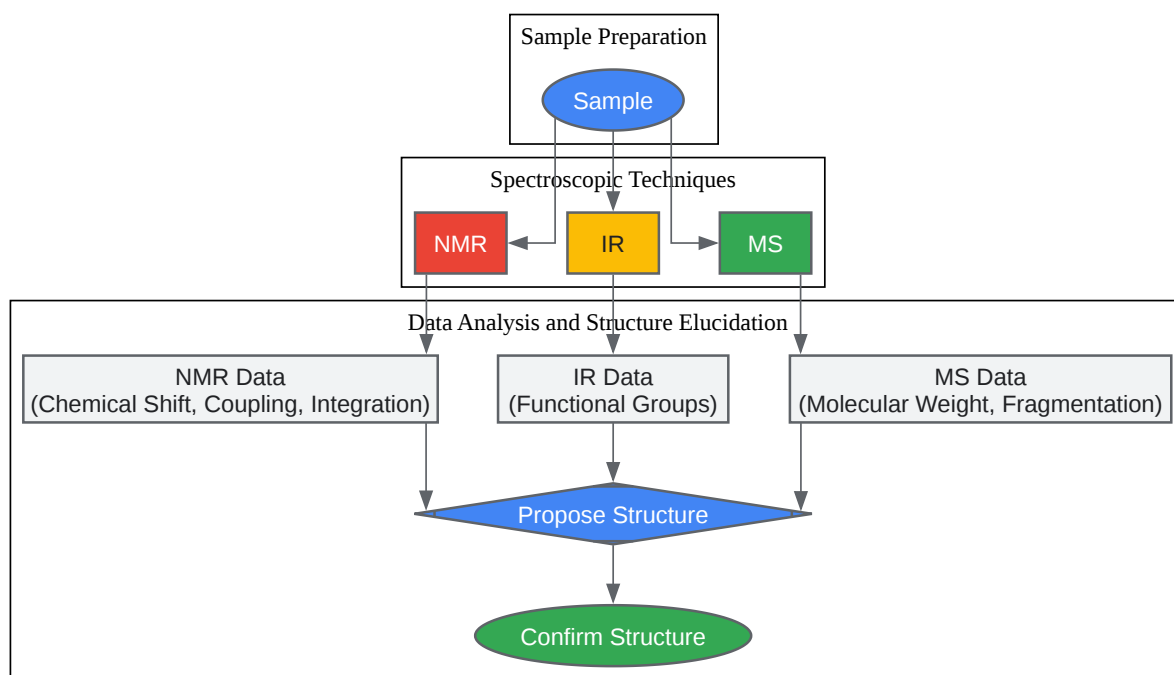 Sample Preparation
Sample
Spectroscopic Techniques
NMR
IR
MS
Data Analysis and Structure Elucidation
NMR Data
(Chemical Shift, Coupling, Integration)
IR Data
(Functional Groups)
MS Data
(Molecular Weight, Fragmentation)
Propose Structure
Confirm Structure